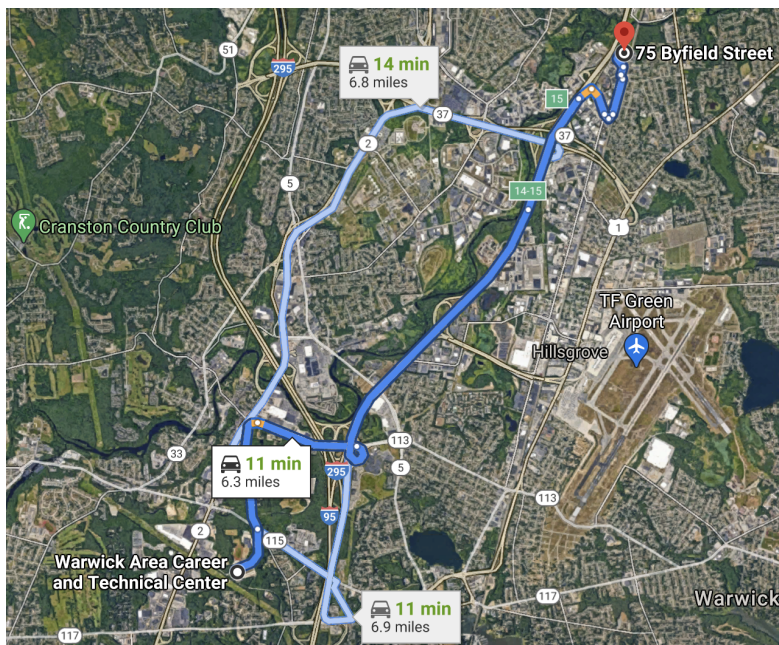 51
295
14 min
6.8 miles
75 Byfield Street
15
37
37
2
5
14-15
Cranston Country Club
1
TF Green
Airport
Hillsgrove
33
113
11 min
6.3 miles
295
5
95
113
2
115
Warwick Area Career
and Technical Center
11 min
6.9 miles
Warwick
117
117